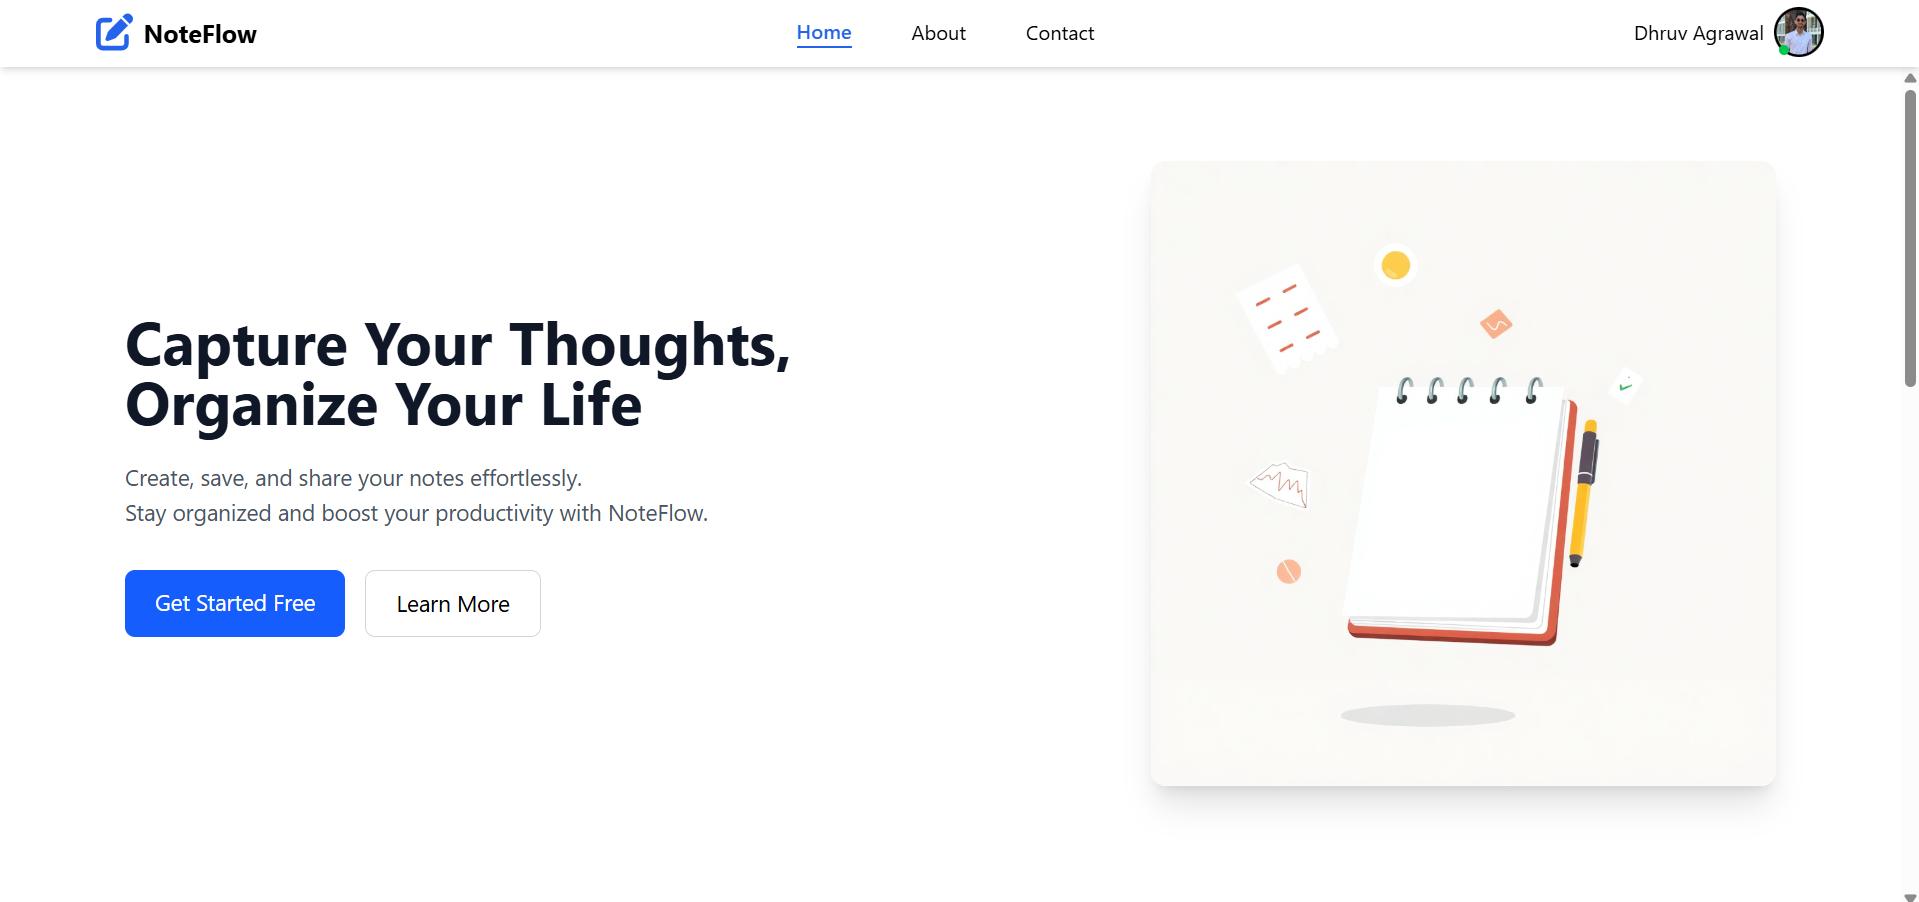 NoteFlow
Home
About
Contact
Dhruv Agrawal
Capture Your Thoughts,
Organize Your Life
Create, save, and share your notes effortlessly.
Stay organized and boost your productivity with NoteFlow.
Get Started Free
Learn More